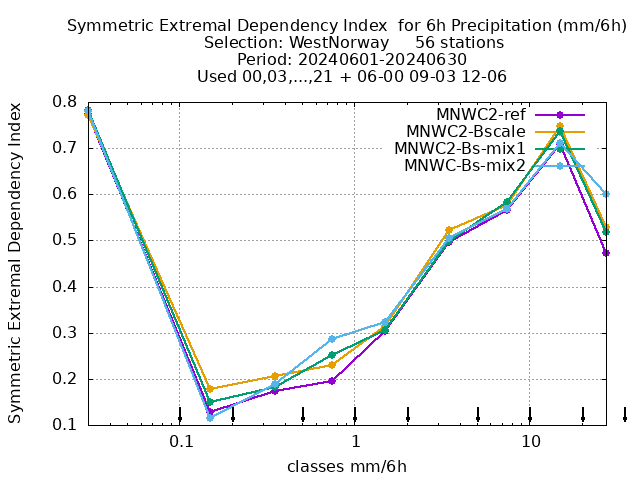 Symmetric Extremal Dependency Index  for 6h Precipitation (mm/6h)
Selection: WestNorway     56 stations
Period: 20240601-20240630
Used 00,03,...,21 + 06-00 09-03 12-06
Symmetric Extremal Dependency Index
0.8
0.7
0.6
0.5
0.4
0.3
0.2
0.1
MNWC2-ref
MNWC2-Bscale
MNWC2-Bs-mix1
MNWC-Bs-mix2
0.1 1 10
classes mm/6h